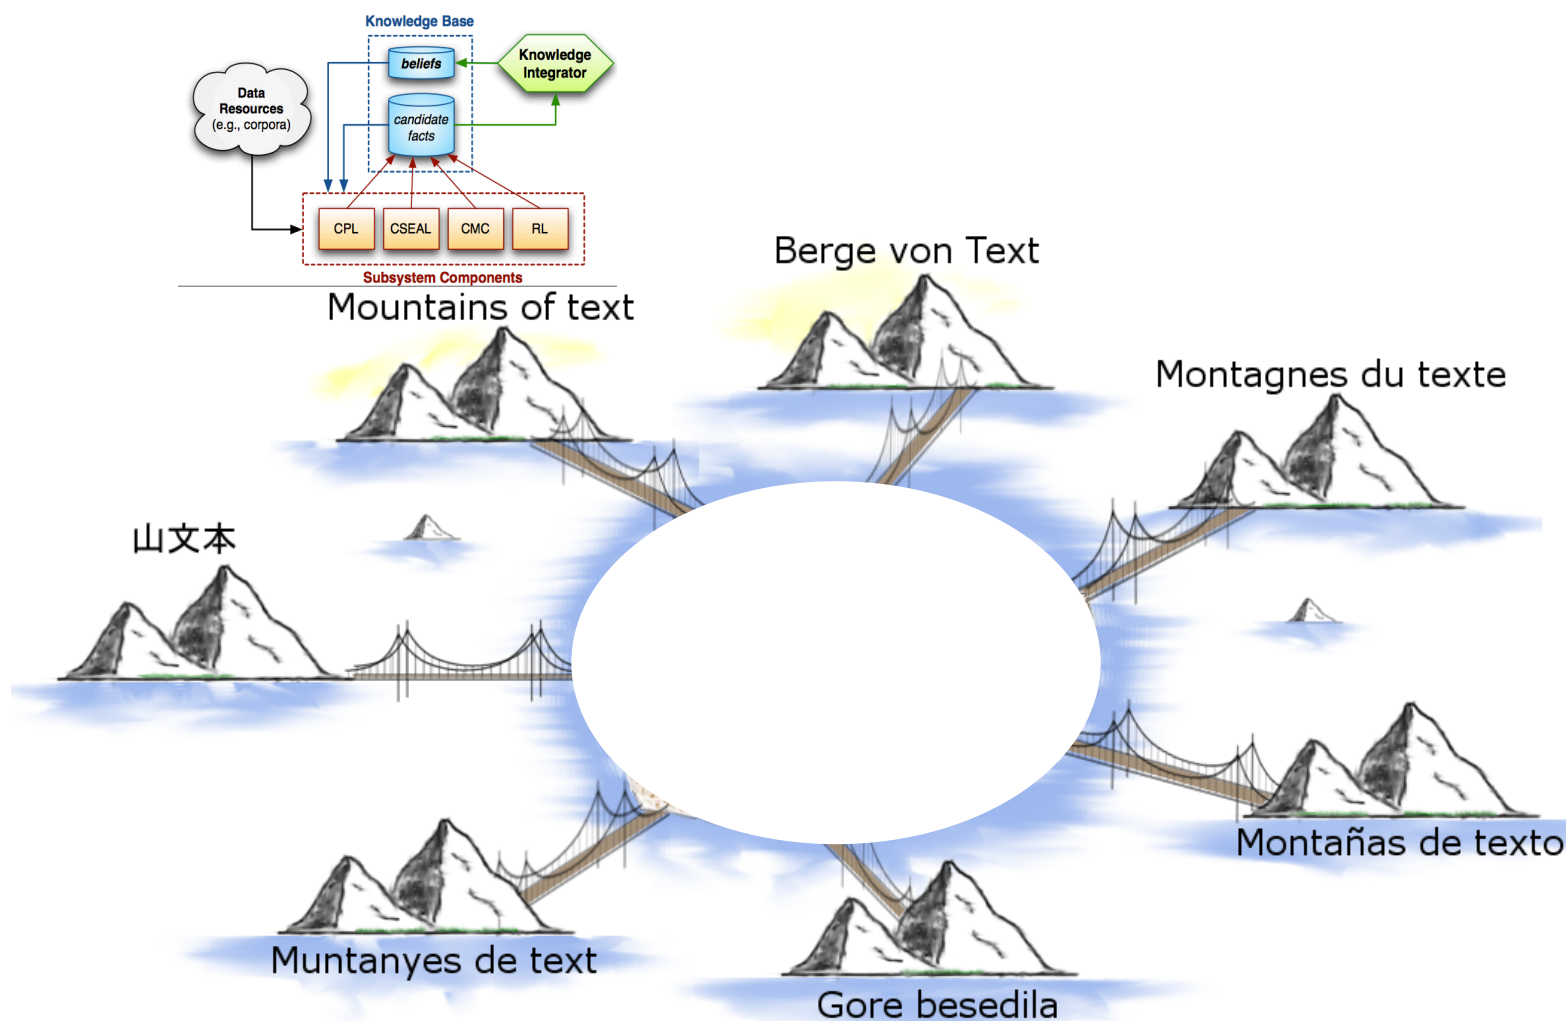 Knowledge Base
beliefs
Knowledge
Integrator
Data
Resources
(e.g., corpora)
candidate
facts
CPL
CSEAL
CMC
RL
Subsystem Components
Berge von Text
Mountains of text
Montagnes du texte
山文本
Montañas de texto
Muntanyes de text
Gore besedila